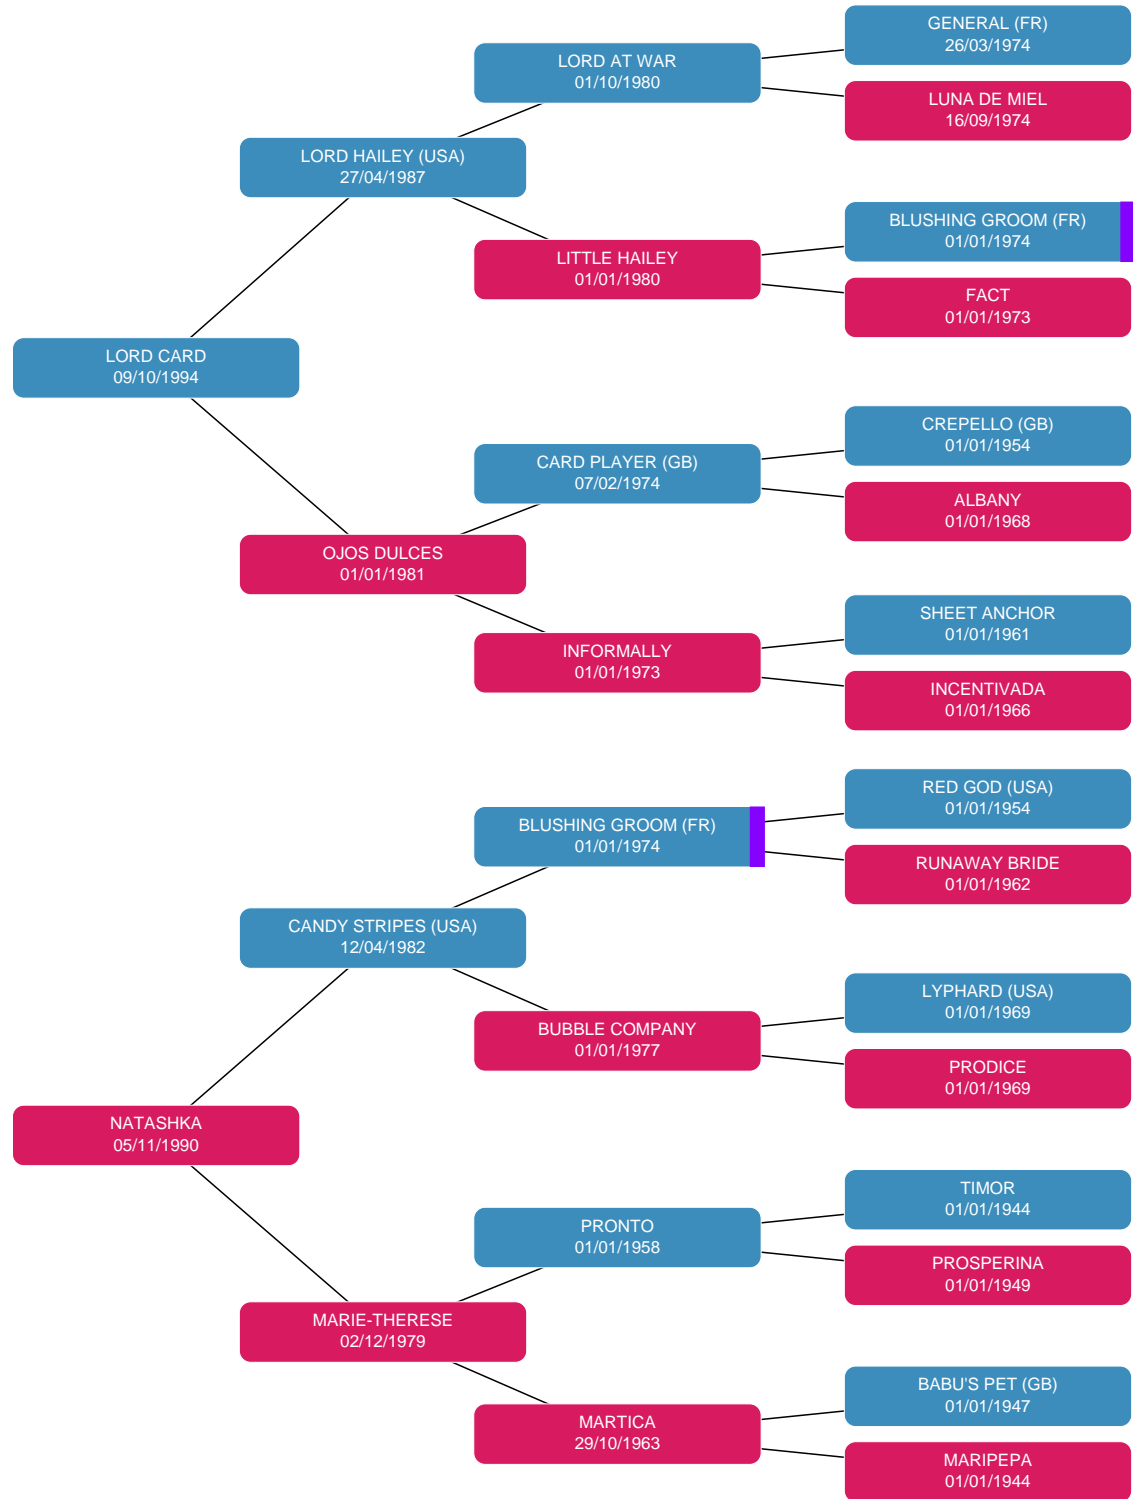 GENERAL (FR)
26/03/1974
LORD AT WAR
01/10/1980
LUNA DE MIEL
16/09/1974
LORD HAILEY (USA)
27/04/1987
BLUSHING GROOM (FR)
01/01/1974
LITTLE HAILEY
01/01/1980
FACT
01/01/1973
LORD CARD
09/10/1994
CREPELLO (GB)
01/01/1954
CARD PLAYER (GB)
07/02/1974
ALBANY
01/01/1968
OJOS DULCES
01/01/1981
SHEET ANCHOR
01/01/1961
INFORMALLY
01/01/1973
INCENTIVADA
01/01/1966
RED GOD (USA)
01/01/1954
BLUSHING GROOM (FR)
01/01/1974
RUNAWAY BRIDE
01/01/1962
CANDY STRIPES (USA)
12/04/1982
LYPHARD (USA)
01/01/1969
BUBBLE COMPANY
01/01/1977
PRODICE
01/01/1969
NATASHKA
05/11/1990
TIMOR
01/01/1944
PRONTO
01/01/1958
PROSPERINA
01/01/1949
MARIE-THERESE
02/12/1979
BABU'S PET (GB)
01/01/1947
MARTICA
29/10/1963
MARIPEPA
01/01/1944